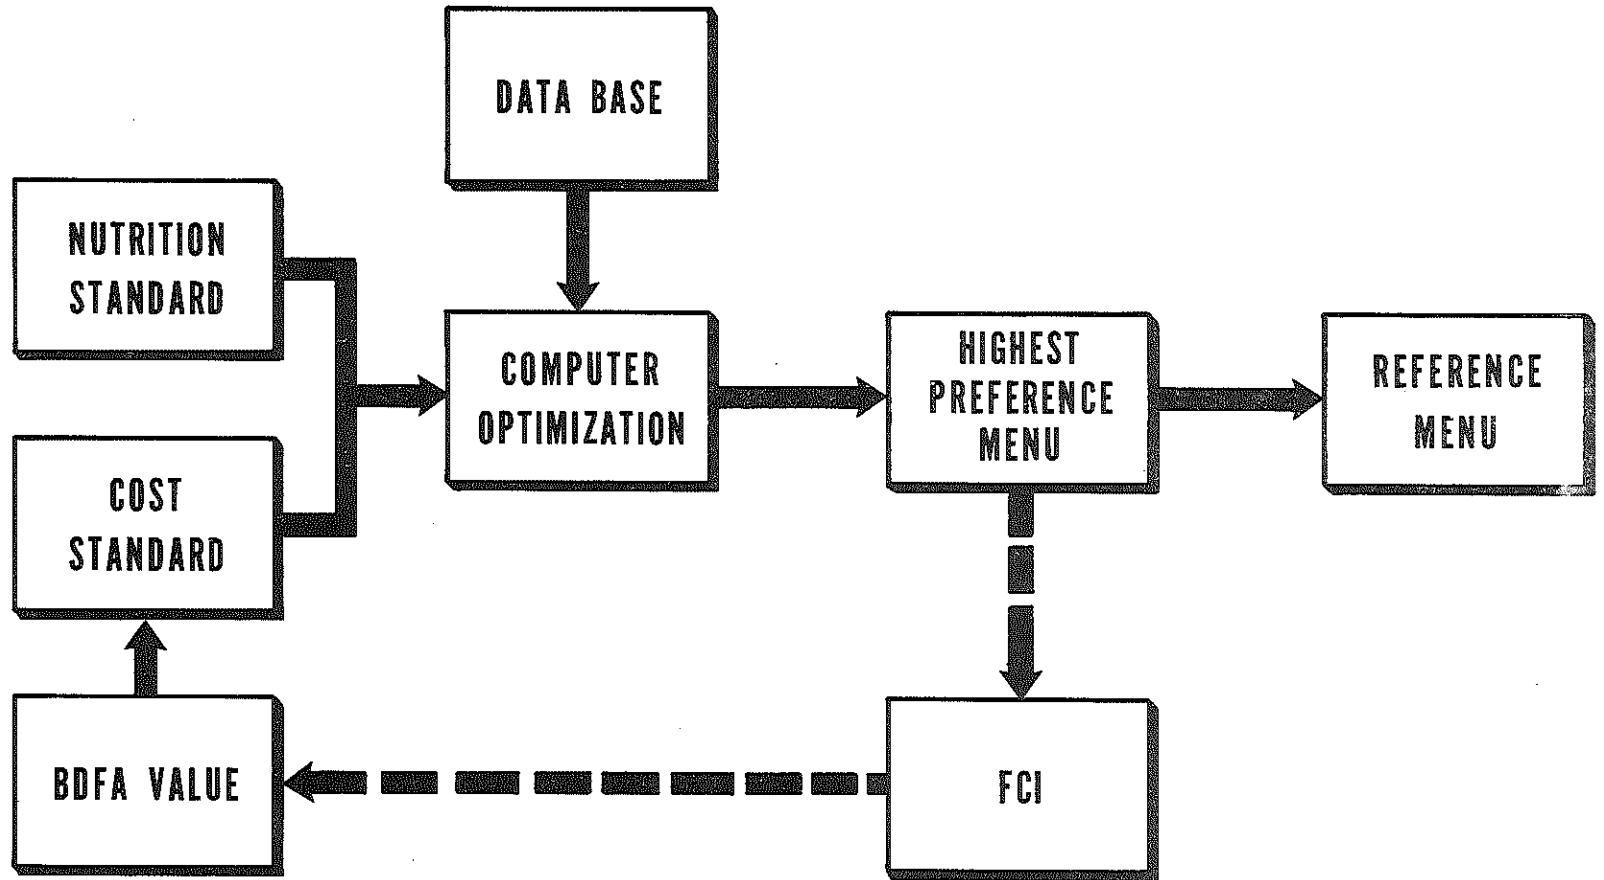 DATA BASE
NUTRITION
STANDARD
COMPUTER
OPTIMIZATION
HIGHEST
PREFERENCE
MENU
REFERENCE
MENU
COST
STANDARD
BDFA VALUE
FCI